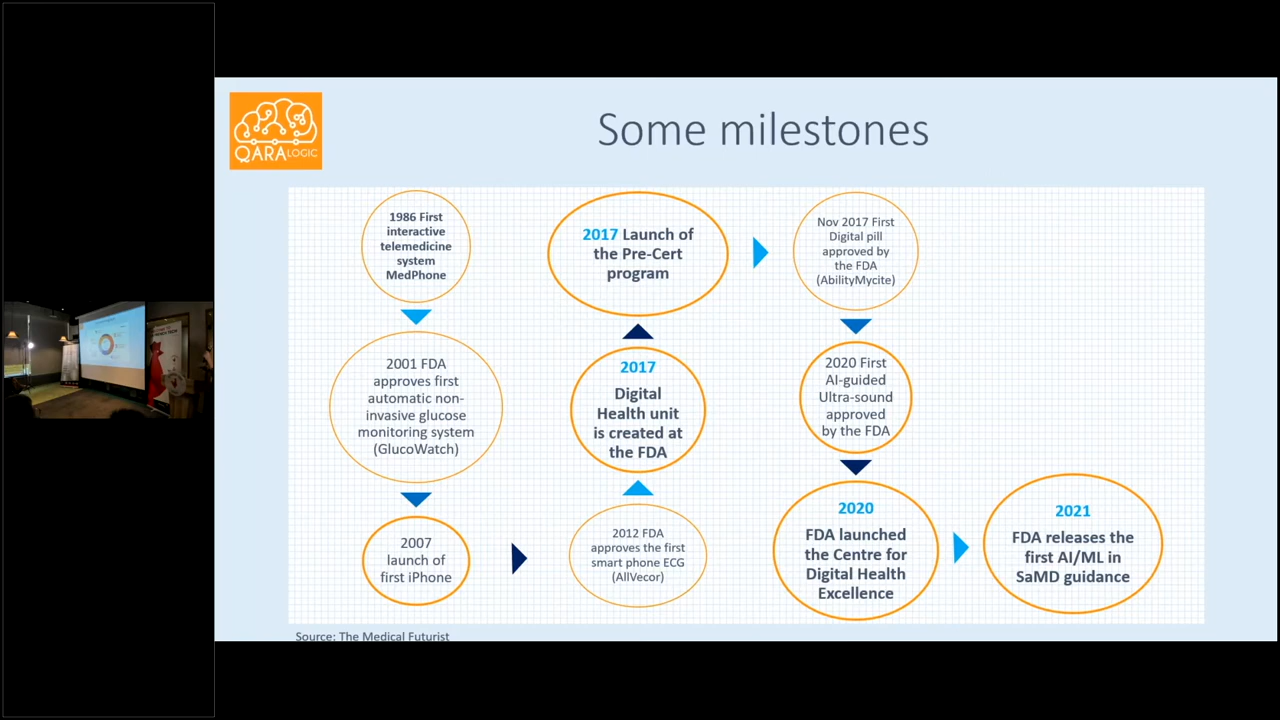 QARALOGIC
Some milestones
1986 First
interactive
telemedicine
system
MedPhone
2001 FDA
approves first
automatic non-
invasive glucose
monitoring system
(GlucoWatch)
2007
launch of
first iPhone
2012 FDA
approves the first
smart phone ECG
(AllVecor)
2017
Digital
Health unit
is created at
the FDA
2017 Launch of
the Pre-Cert
program
Nov 2017 First
Digital pill
approved by
the FDA
(AbilityMycite)
2020 First
AI-guided
Ultra-sound
approved
by the FDA
2020
FDA launched
the Centre for
Digital Health
Excellence
2021
FDA releases the
first AI/ML in
SaMD guidance
Source: The Medical Futurist